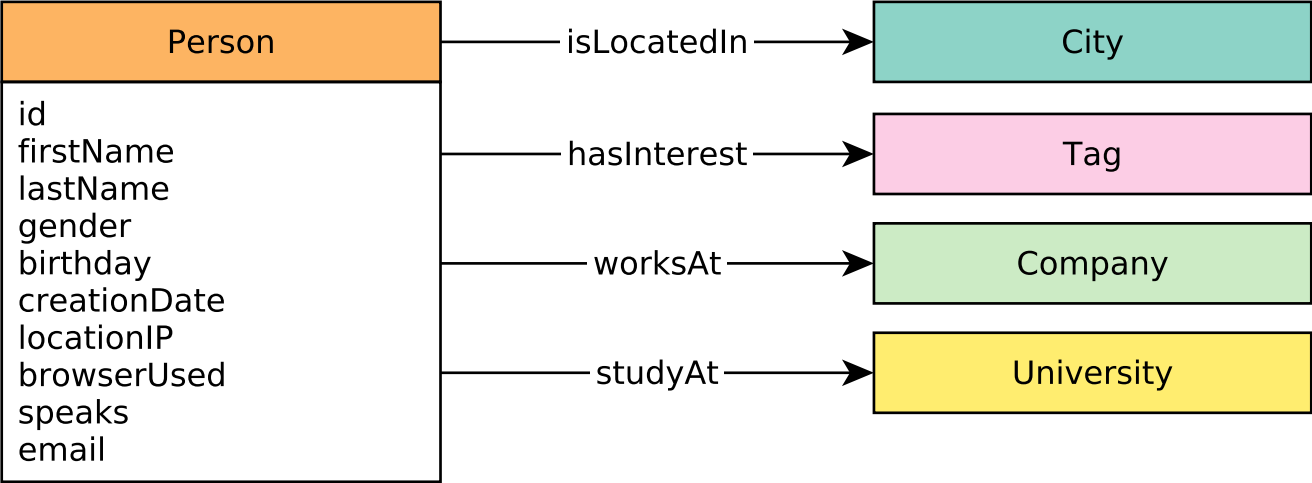 Person
id
firstName
lastName
gender
birthday
creationDate
locationIP
browserUsed
speaks
email
isLocatedIn
City
hasInterest
Tag
worksAt
Company
studyAt
University